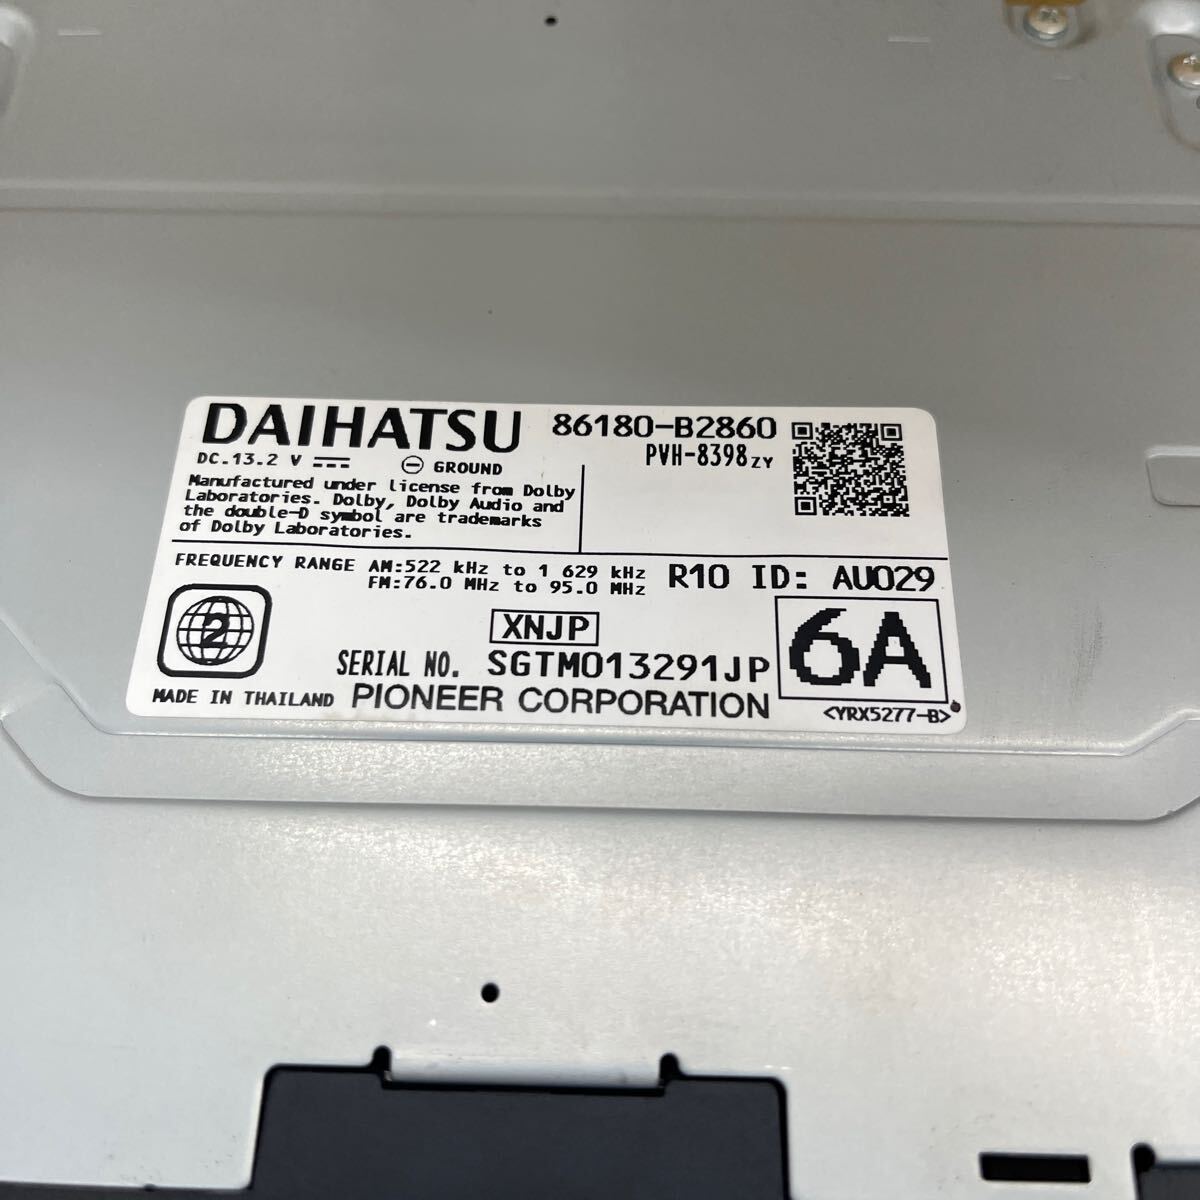 DAIHATSU 86180-B2860
PVH-8398ZY
DC.13.2 V
GROUND
Manufactured under license from Dolby
Laboratories. Dolby, Dolby Audio and
the double-D symbol are trademarks
of Dolby Laboratories.
FREQUENCY RANGE AM:522 kHz to 1 629 kHz
FM:76.0 MHz to 95.0 MHz
R10 ID: AU029
2
XNJP
6A
SERIAL NO. SGTM013291JP
MADE IN THAILAND PIONEER CORPORATION
<YRX5277-B>